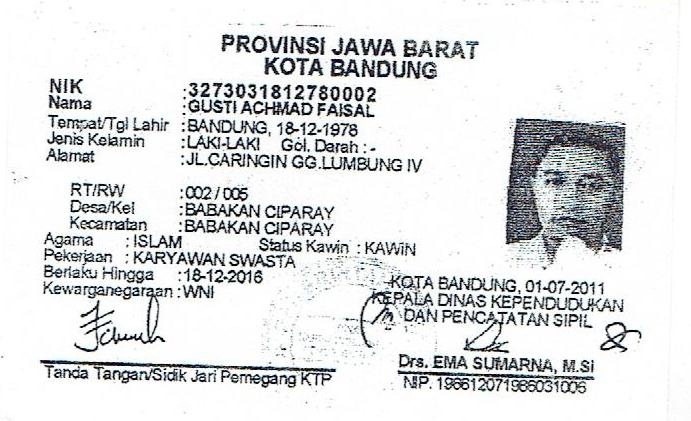 PROVINSI JAWA BARAT
KOTA BANDUNG
NIK :3273031812780002
Nama :GUSTI ACHMAD FAISAL
Tempat/Tgl Lahir :BANDUNG, 18-12-1978
Jenis Kelamin :LAKI-LAKI Gol. Darah :-
Alamat :JL.CARINGIN GG.LUMBUNG IV
RT/RW :002 / 005
Desa/Kel :BABAKAN CIPARAY
Kecamatan :BABAKAN CIPARAY
Agama : ISLAM Status Kawin : KAWIN
Pekerjaan : KARYAWAN SWASTA
Berlaku Hingga :18-12-2016
Kewarganegaraan :WNI
KOTA BANDUNG, 01-07-2011
KEPALA DINAS KEPENDUDUKAN
DAN PENCATATAN SIPIL
Drs. EMA SUMARNA, M.Si
NIP. 196612071986031006
Tanda Tangan/Sidik Jari Pemegang KTP